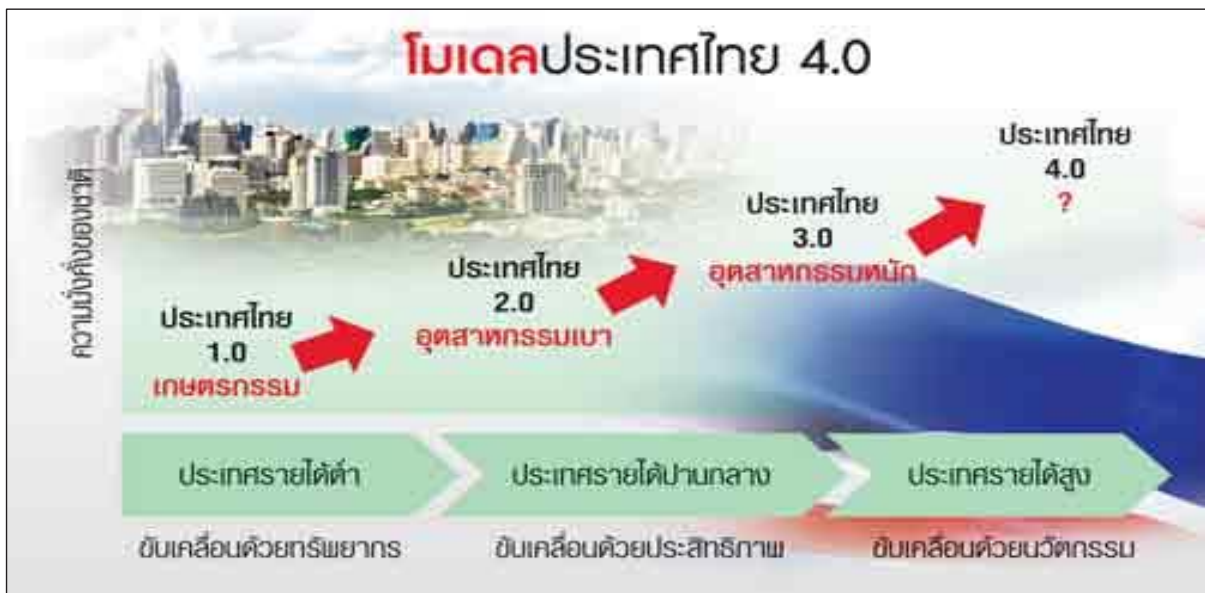 โมเดลประเทศไทย 4.0
ความมั่งคั่งของชาติ
ประเทศไทย
1.0
เกษตรกรรม
ประเทศไทย
2.0
อุตสาหกรรมเบา
ประเทศไทย
3.0
อุตสาหกรรมหนัก
ประเทศไทย
4.0
?
ประเทศรายได้ต่ำ
ประเทศรายได้ปานกลาง
ประเทศรายได้สูง
ขับเคลื่อนด้วยทรัพยากร
ขับเคลื่อนด้วยประสิทธิภาพ
ขับเคลื่อนด้วยนวัตกรรม